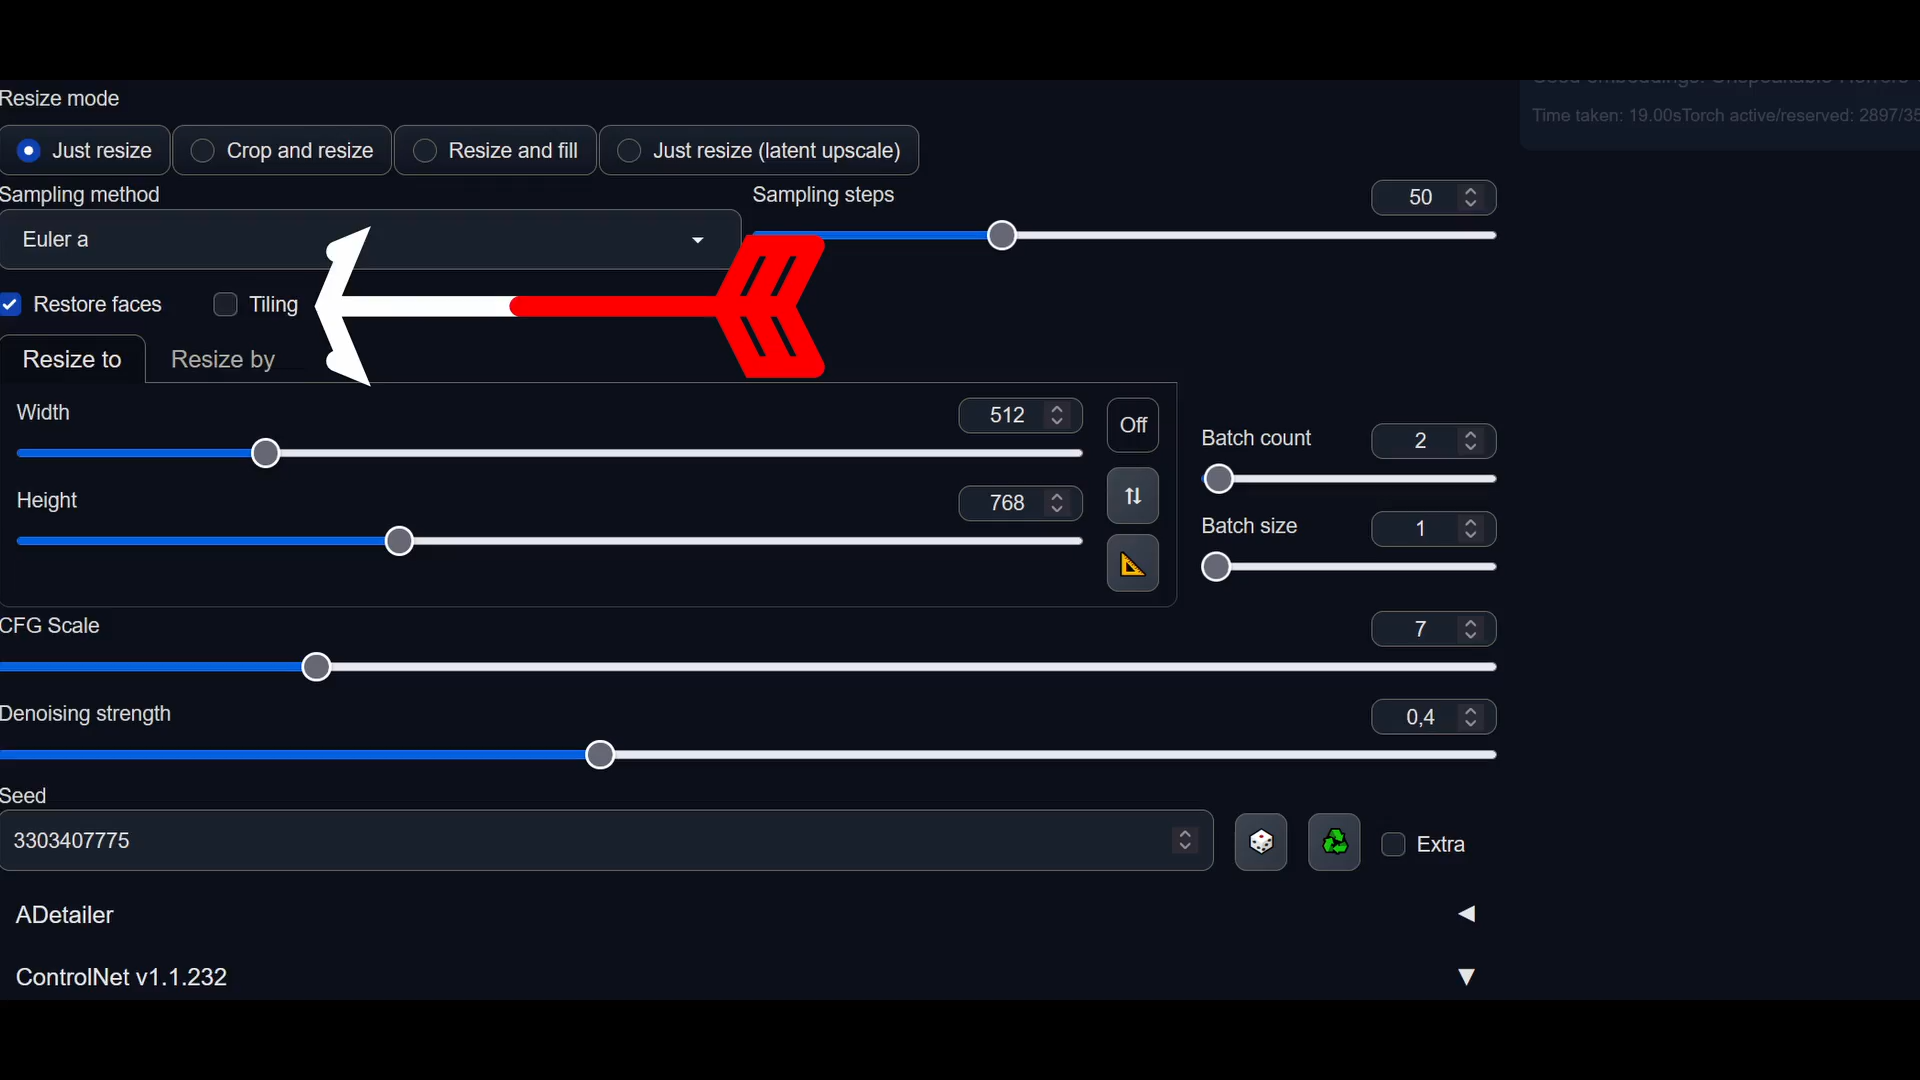 Resize mode
Just resize Crop and resize Resize and fill Just resize (latent upscale)
Time taken: 19.00sTorch active/reserved: 2897/35
Sampling method Sampling steps 50
Euler a
Restore faces Tiling
Resize to Resize by
Width 512 Off
Batch count 2
Height 768
Batch size 1
CFG Scale 7
Denoising strength 0,4
Seed
3303407775 Extra
ADetailer
ControlNet v1.1.232